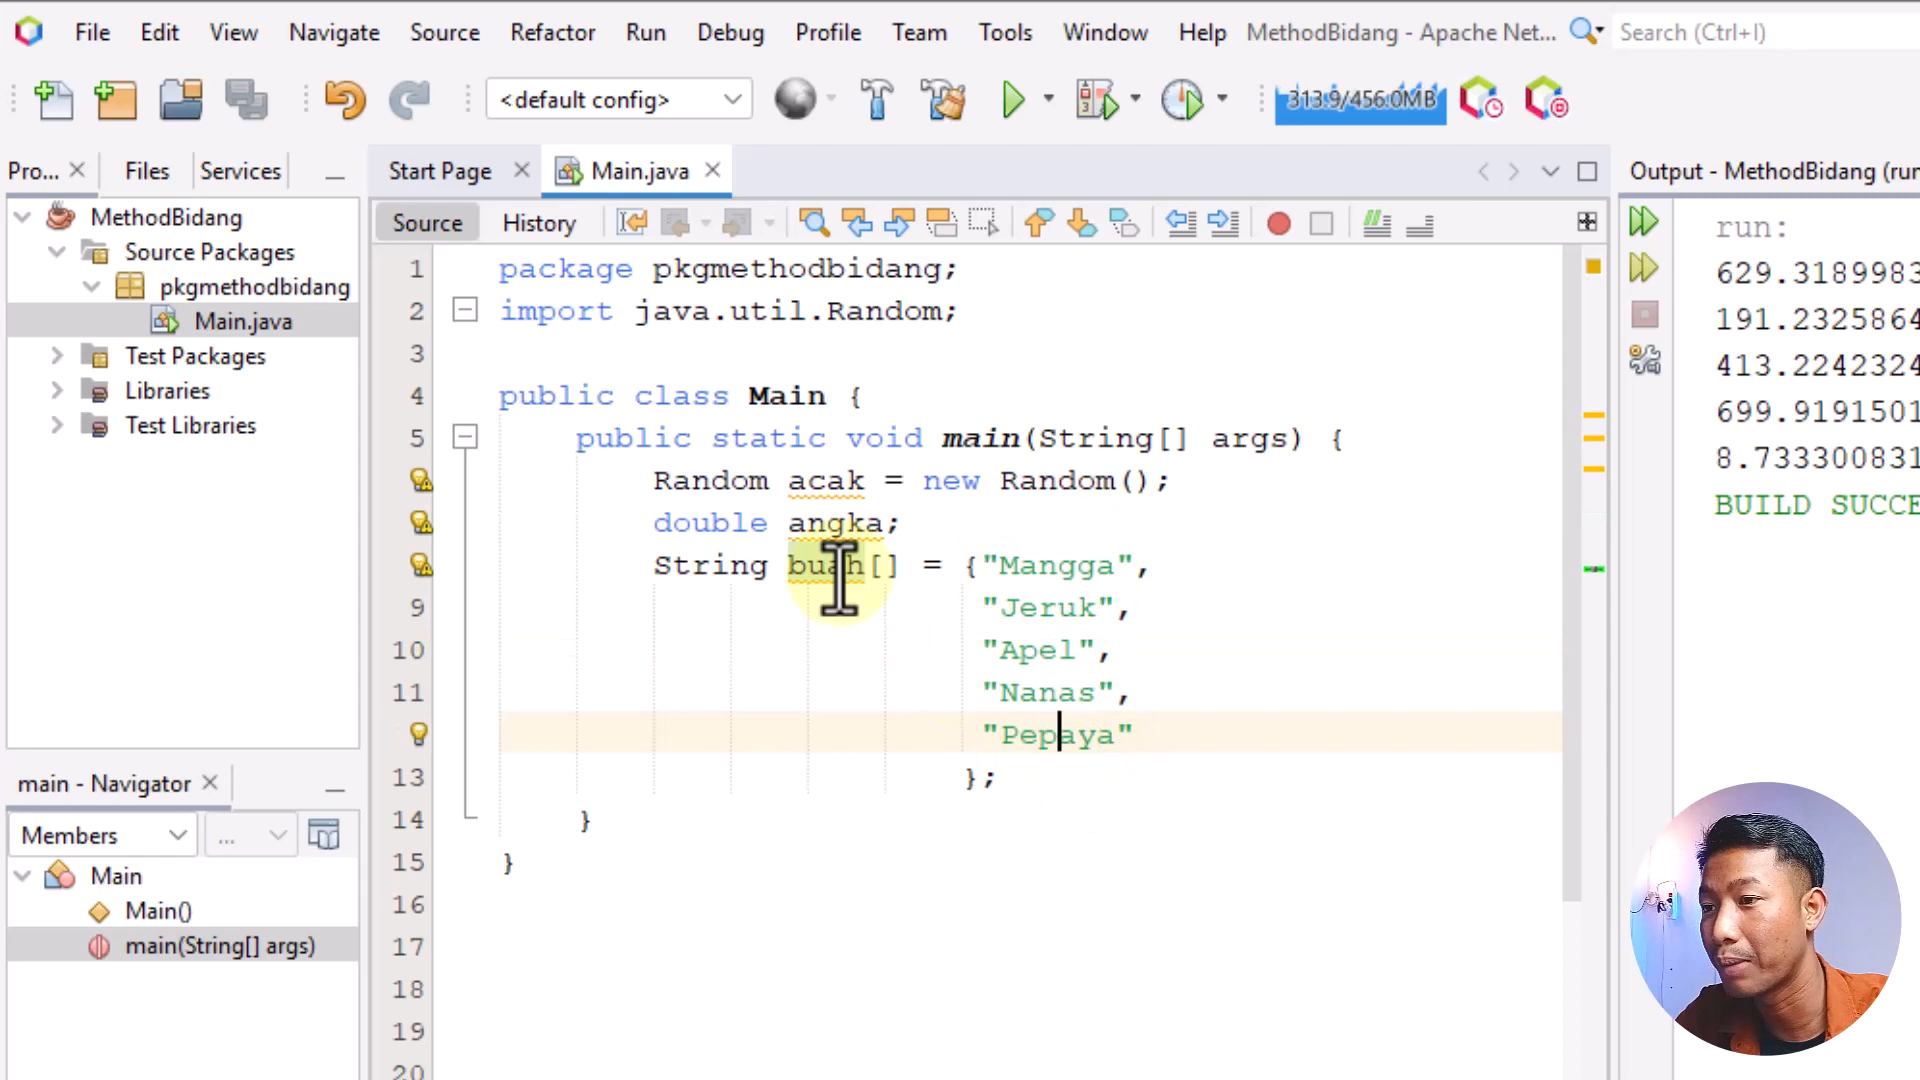 File Edit View Navigate Source Refactor Run Debug Profile Team Tools Window Help MethodBidang - Apache Net... Search (Ctrl+I)
<default config> 313.9/456.0MB
Pro... Files Services Start Page Main.java Output - MethodBidang (run
Source History
MethodBidang
Source Packages
pkgmethodbidang
Main.java
Test Packages
Libraries
Test Libraries
main - Navigator
Members ...
Main
Main()
main(String[] args)
1 package pkgmethodbidang;
2 import java.util.Random;
3
4 public class Main {
5 public static void main(String[] args) {
Random acak = new Random();
double angka;
String buah[] = {"Mangga",
9 "Jeruk",
10 "Apel",
11 "Nanas",
"Pepaya"
13 };
14 }
15 }
16
17
18
19
20
run:
629.3189983
191.2325864
413.2242324
699.9191501
8.733300831
BUILD SUCCE